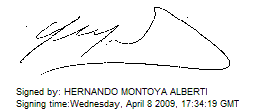 Signed by: HERNANDO MONTOYA ALBERTI
Signing time:Wednesday, April 8 2009, 17:34:19 GMT